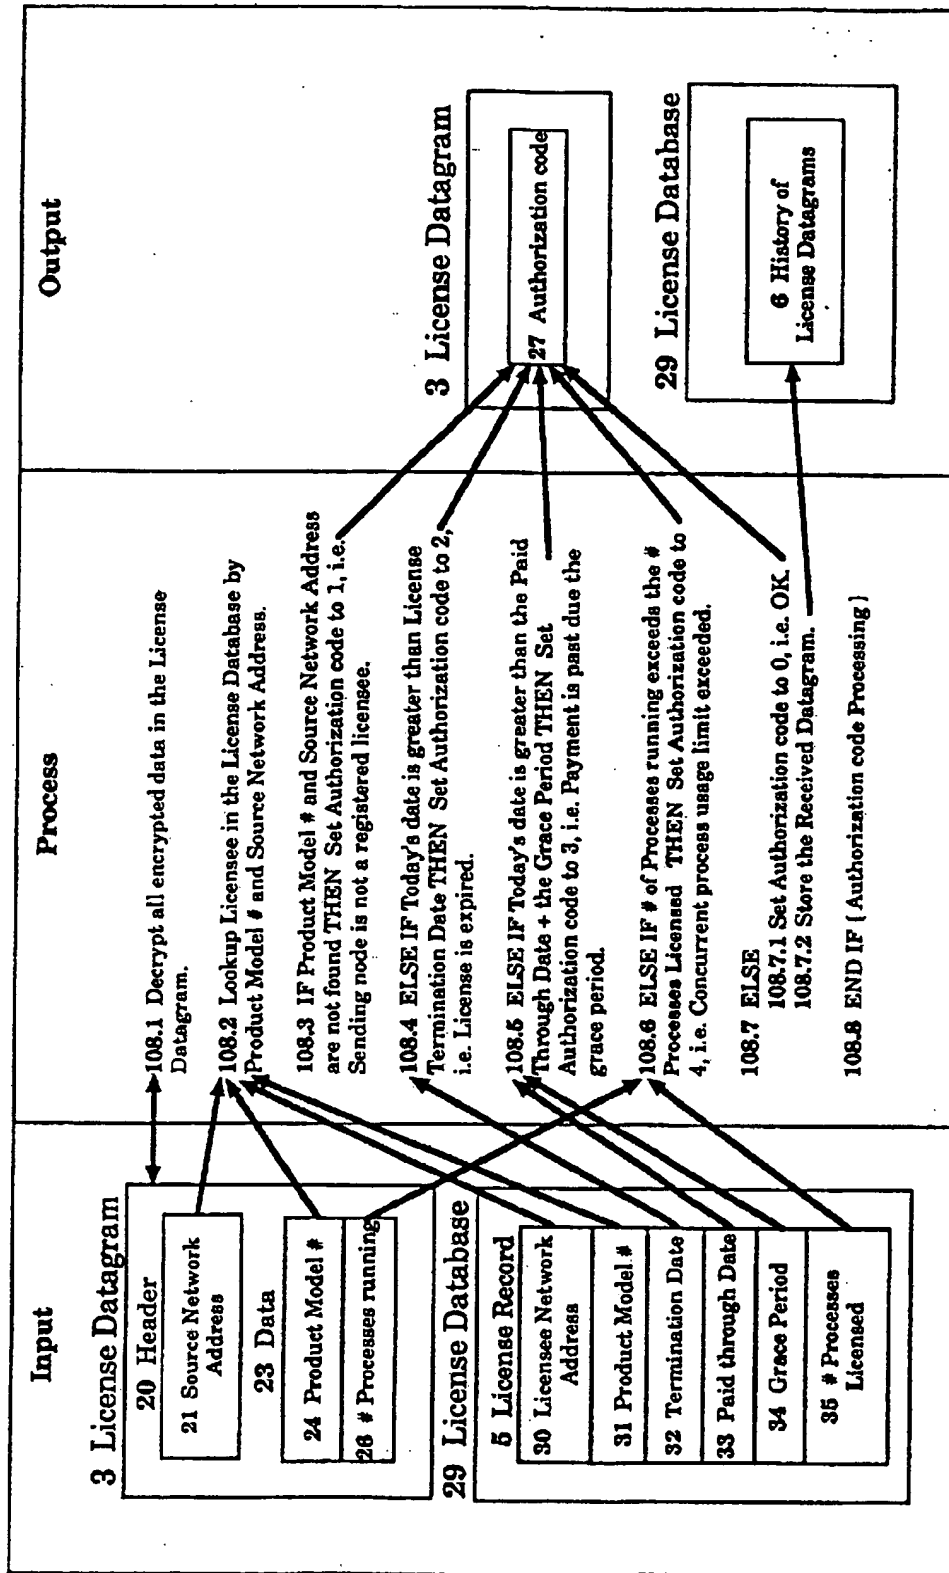 Input
3 License Datagram
20 Header
21 Source Network
Address
23 Data
24 Product Model #
26 # Processes running
29 License Database
5 License Record
30 Licensee Network
Address
31 Product Model #
32 Termination Date
33 Paid through Date
34 Grace Period
35 # Processes
Licensed
Process
108.1 Decrypt all encrypted data in the License
Datagram.
108.2 Lookup Licensee in the License Database by
Product Model # and Source Network Address.
108.3 IF Product Model # and Source Network Address
are not found THEN Set Authorization code to 1, i.e.
Sending node is not a registered licensee.
108.4 ELSE IF Today's date is greater than License
Termination Date THEN Set Authorization code to 2,
i.e. License is expired.
108.5 ELSE IF Today's date is greater than the Paid
Through Date + the Grace Period THEN Set
Authorization code to 3, i.e. Payment is past due the
grace period.
108.6 ELSE IF # of Processes running exceeds the #
Processes Licensed THEN Set Authorization code to
4, i.e. Concurrent process usage limit exceeded.
108.7 ELSE
108.7.1 Set Authorization code to 0, i.e. OK.
108.7.2 Store the Received Datagram.
108.8 END IF { Authorization code Processing }
Output
3 License Datagram
27 Authorization code
29 License Database
6 History of
License Datagrams